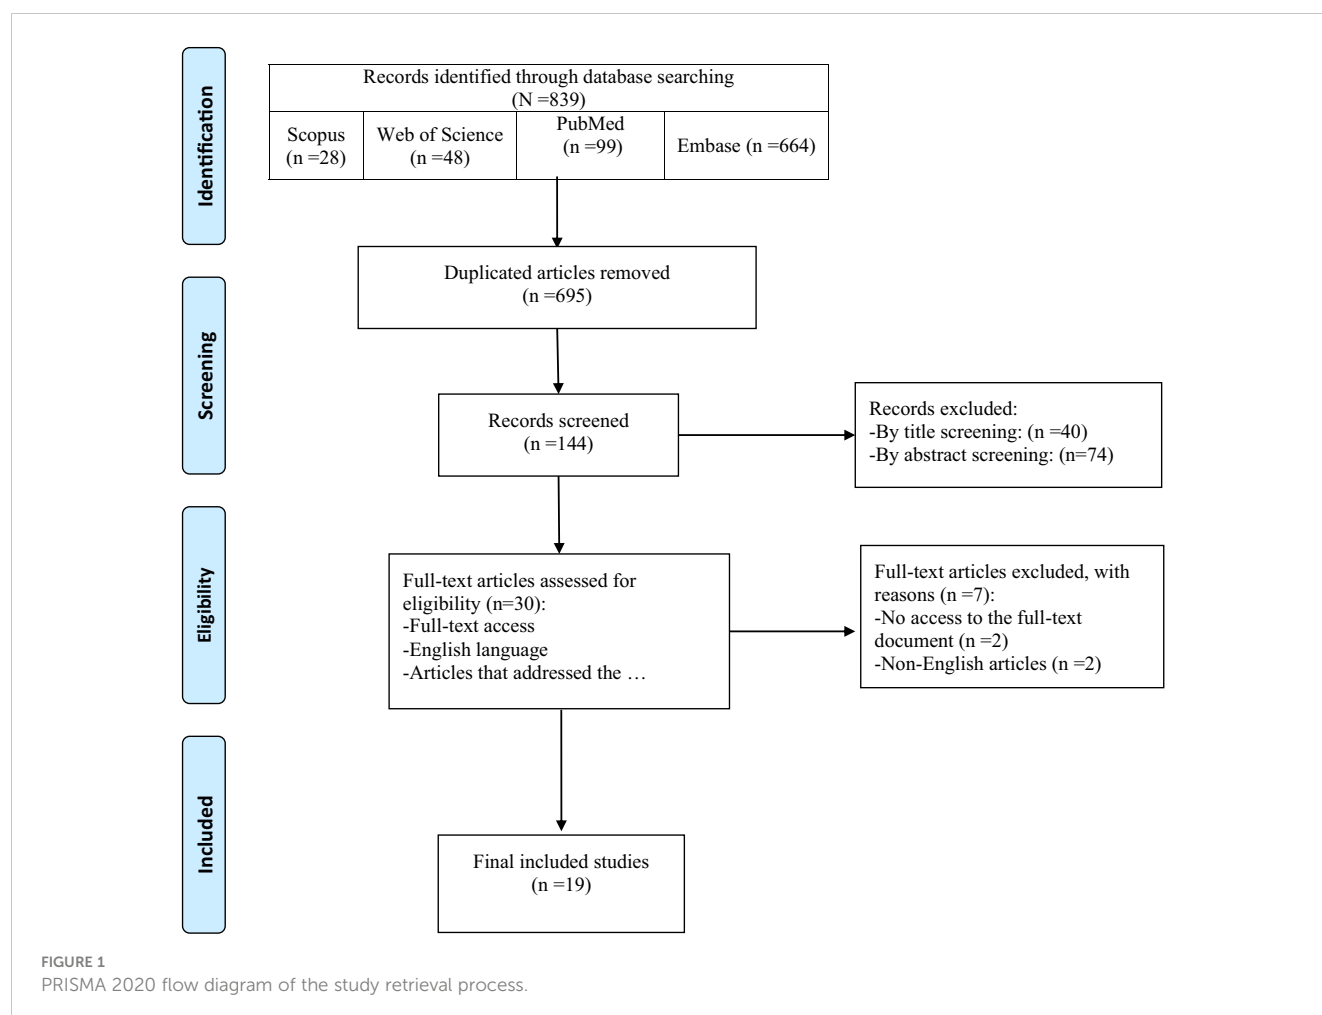 Identification
Records identified through database searching
(N =839)
Scopus
(n =28)
Web of Science
(n =48)
PubMed
(n =99)
Embase (n =664)
Duplicated articles removed
(n =695)
Screening
Records screened
(n =144)
Records excluded:
-By title screening: (n =40)
-By abstract screening: (n=74)
Eligibility
Full-text articles assessed for
eligibility (n=30):
-Full-text access
-English language
-Articles that addressed the …
Full-text articles excluded, with
reasons (n =7):
-No access to the full-text
document (n =2)
-Non-English articles (n =2)
Included
Final included studies
(n =19)
FIGURE 1
PRISMA 2020 flow diagram of the study retrieval process.